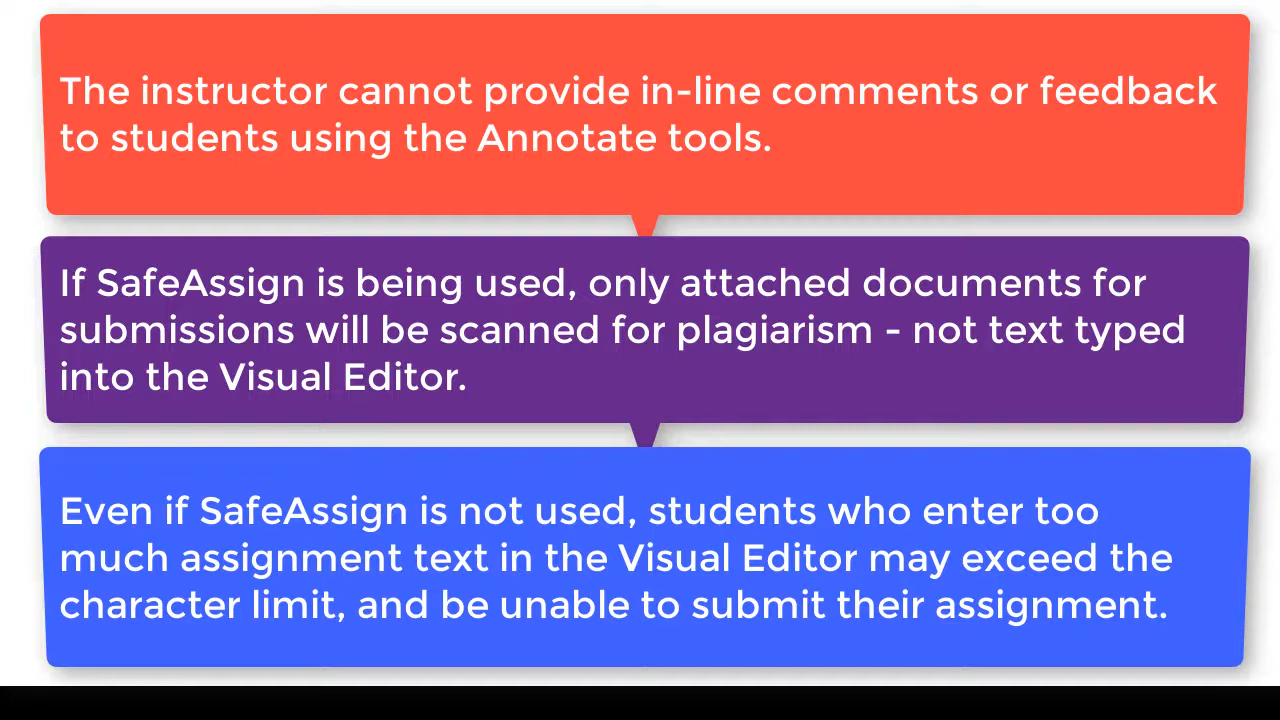 The instructor cannot provide in-line comments or feedback
to students using the Annotate tools.
If SafeAssign is being used, only attached documents for
submissions will be scanned for plagiarism - not text typed
into the Visual Editor.
Even if SafeAssign is not used, students who enter too
much assignment text in the Visual Editor may exceed the
character limit, and be unable to submit their assignment.